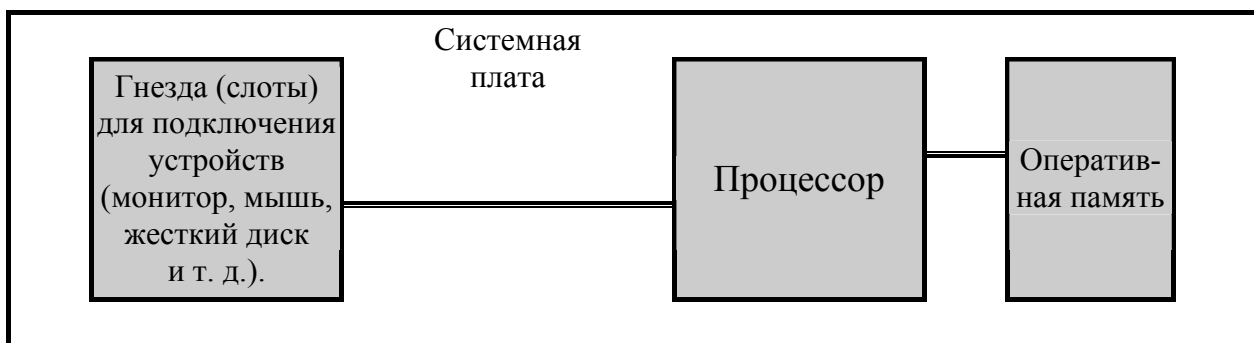 Системная
плата
Гнезда (слоты)
для подключения
устройств
(монитор, мышь,
жесткий диск
и т. д.).
Процессор
Оператив-
ная память